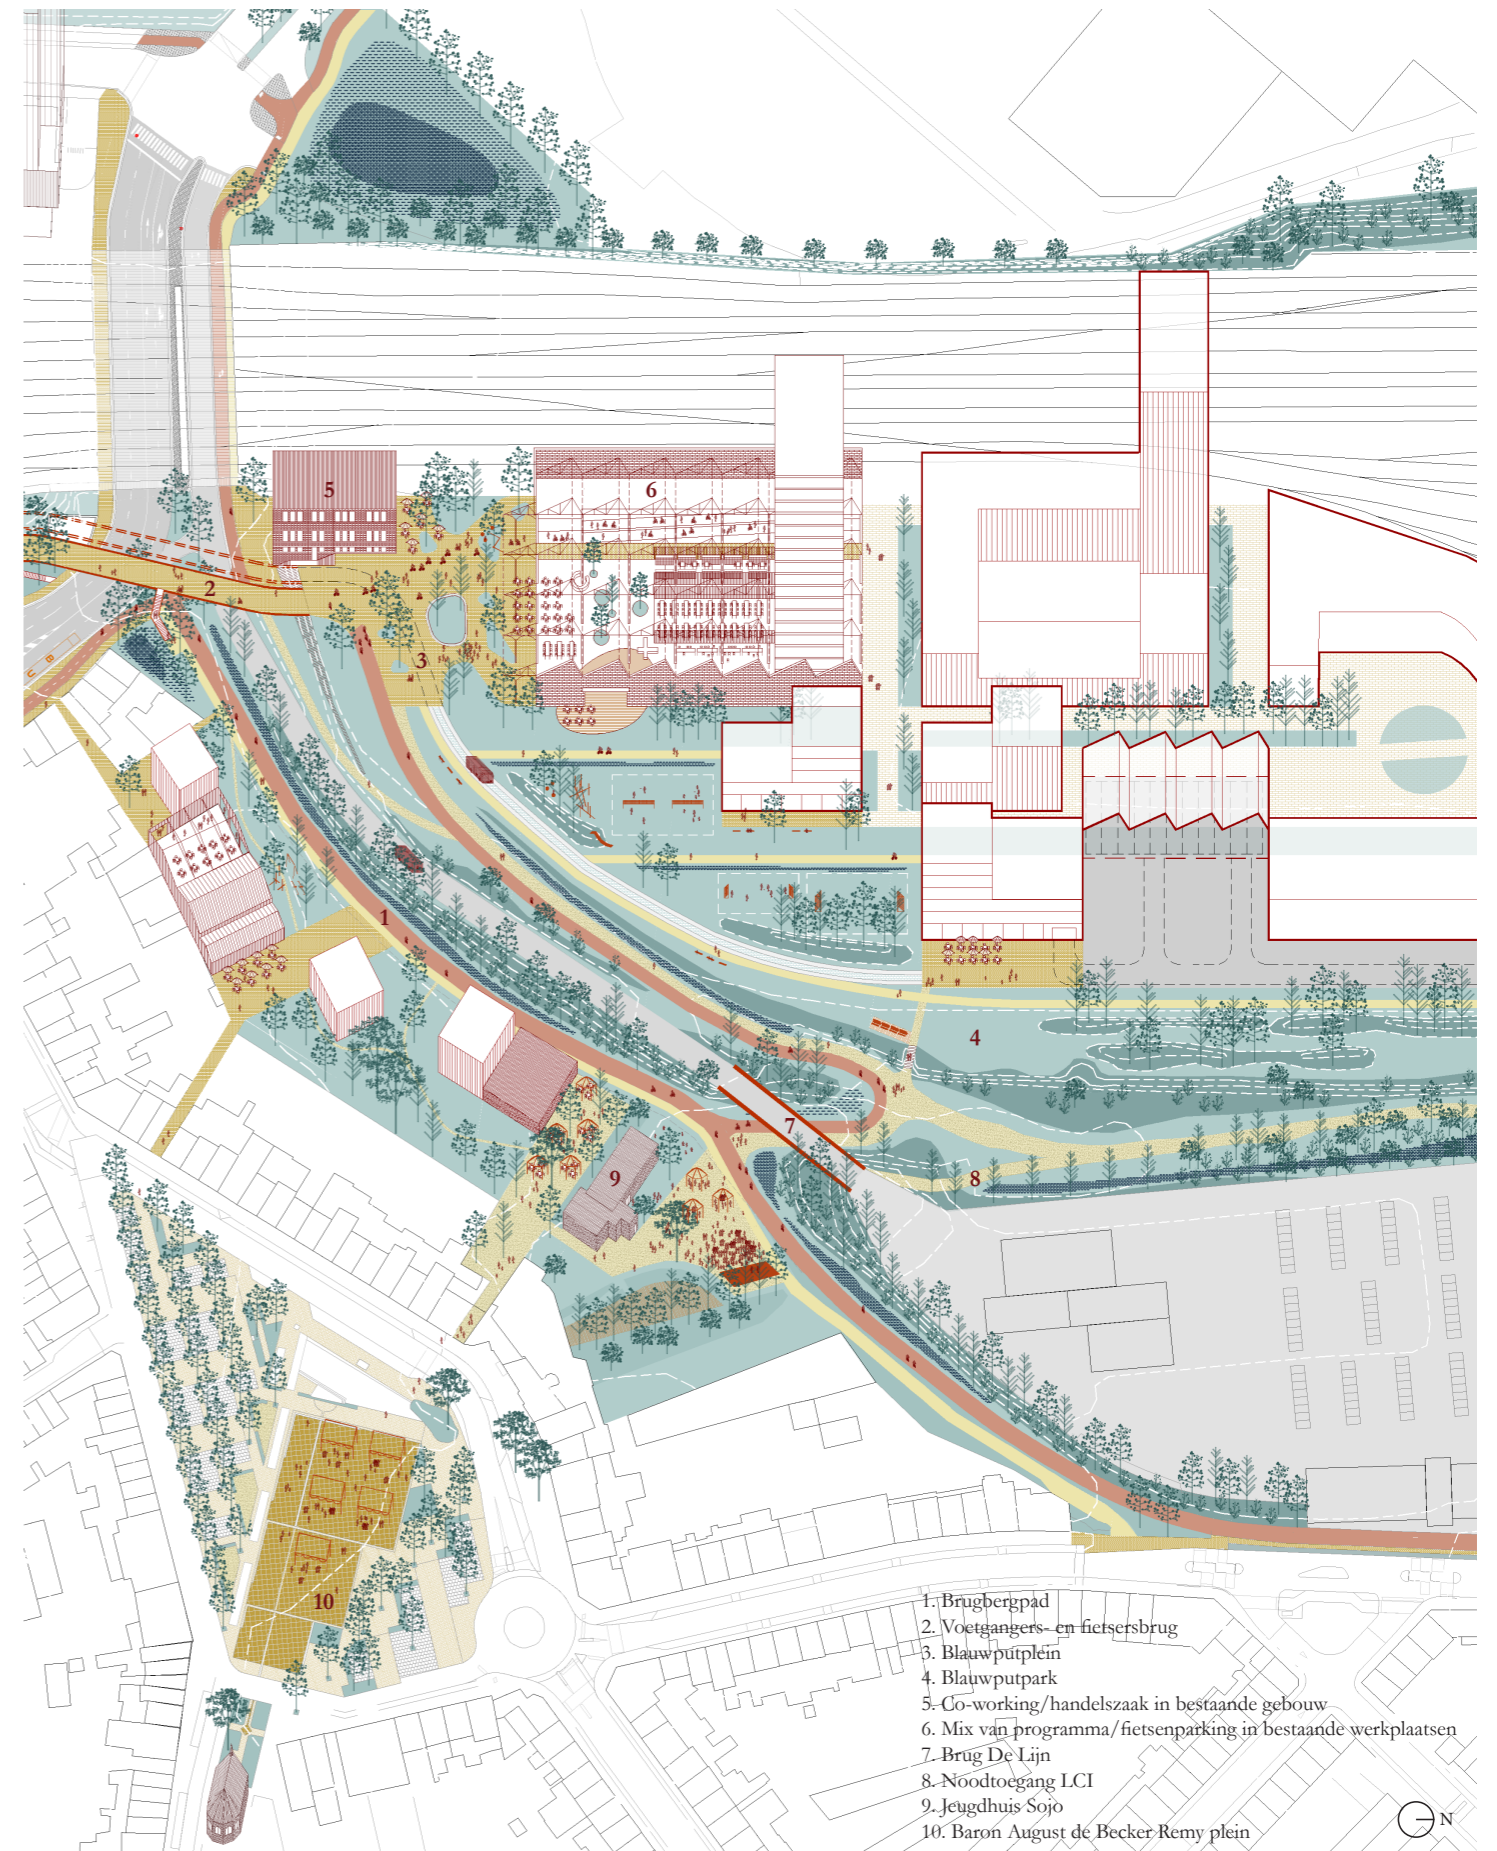 5
6
2
3
1
4
7
8
9
10
1. Brugbergpad
2. Voetgangers- en fietsersbrug
3. Blauwputplein
4. Blauwputpark
5. Co-working/handelszaak in bestaande gebouw
6. Mix van programma/fietsenparking in bestaande werkplaatsen
7. Brug De Lijn
8. Noodtoegang LCI
9. Jeugdhuis Sojo
10. Baron August de Becker Remy plein
N